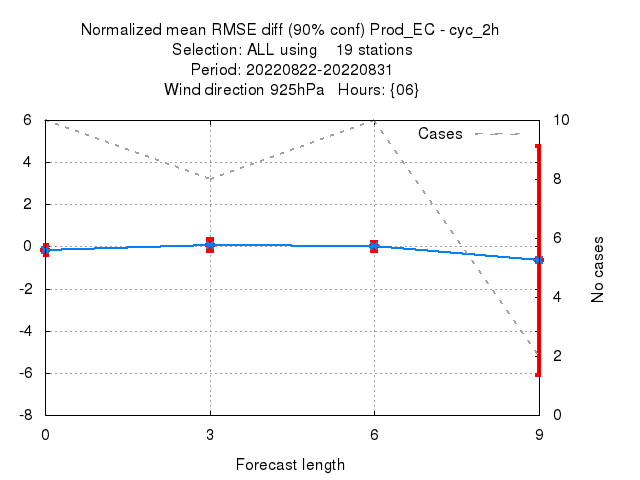 Normalized mean RMSE diff (90% conf) Prod_EC - cyc_2h
Selection: ALL using    19 stations
Period: 20220822-20220831
Wind direction 925hPa   Hours: {06}
Cases
6
4
2
0
-2
-4
-6
-8
10
8
6
4
2
0
No cases
0
3
6
9
Forecast length